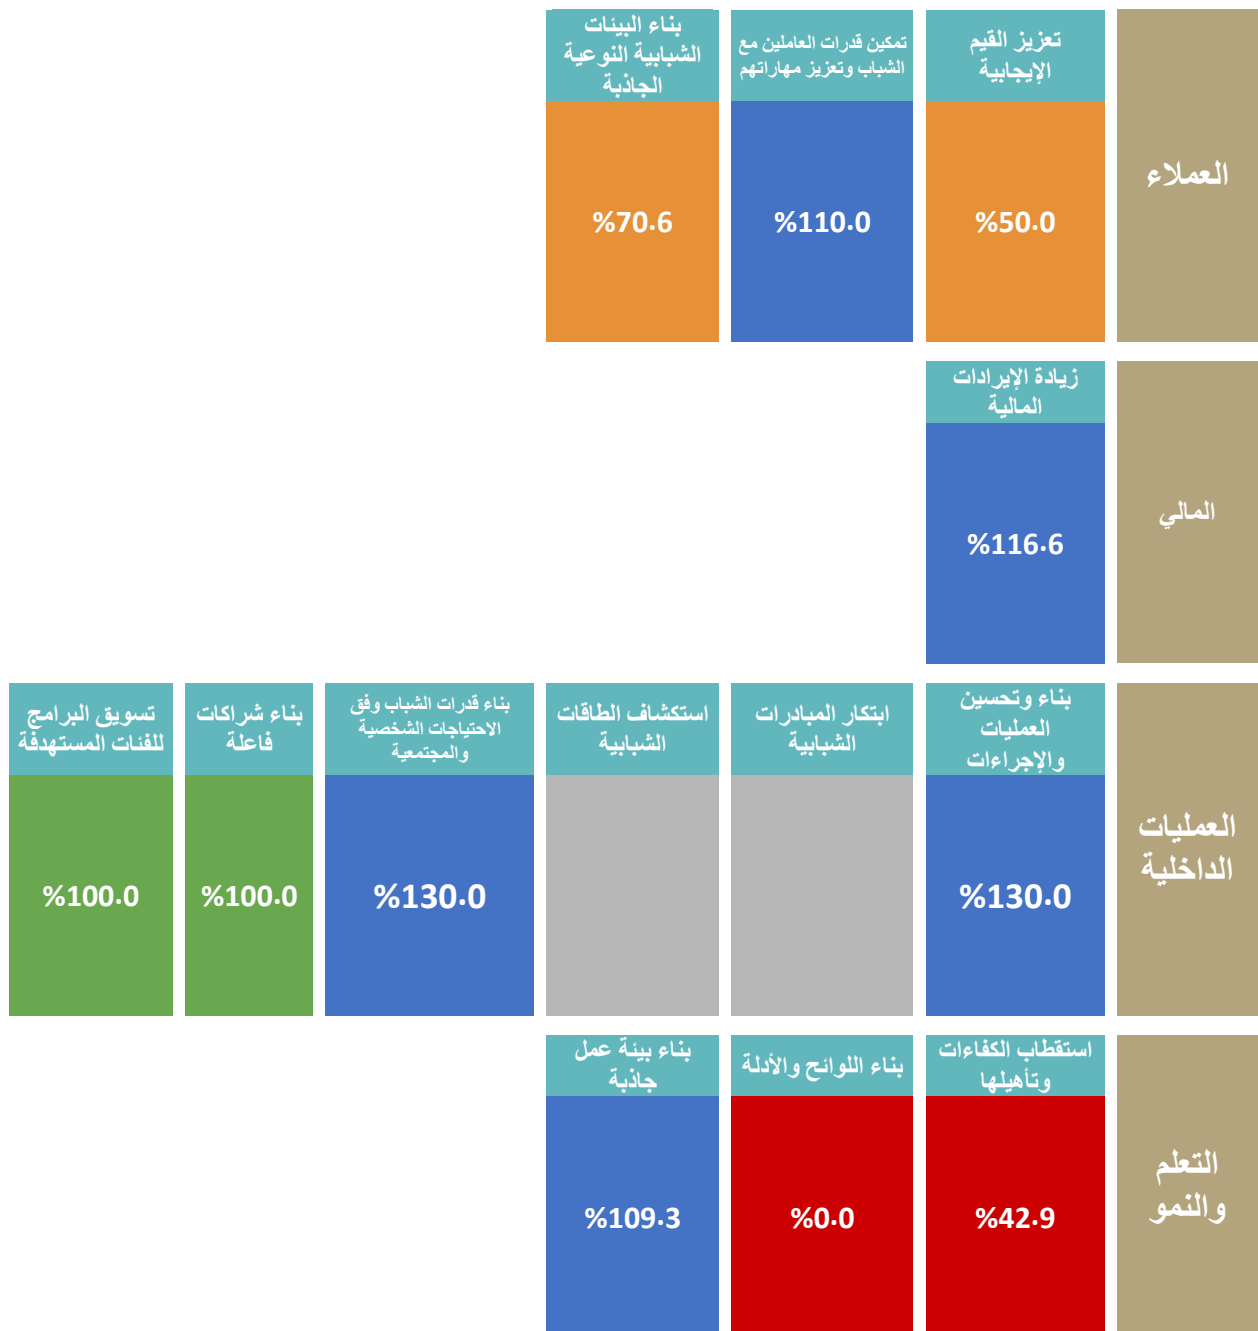 العملاء
تعزيز القيم
الإيجابية
%50.0
تمكين قدرات العاملين مع
الشباب وتعزيز مهاراتهم
%110.0
بناء البيئات
الشبابية النوعية
الجاذبة
%70.6
المالي
زيادة الإيرادات
المالية
%116.6
العمليات
الداخلية
بناء وتحسين
العمليات
والإجراءات
%130.0
ابتكار المبادرات
الشبابية
استكشاف الطاقات
الشبابية
بناء قدرات الشباب وفق
الاحتياجات الشخصية
والمجتمعية
%130.0
بناء شراكات
فاعلة
%100.0
تسويق البرامج
للفئات المستهدفة
%100.0
التعلم
والنمو
استقطاب الكفاءات
وتأهيلها
%42.9
بناء اللوائح والأدلة
%0.0
بناء بيئة عمل
جاذبة
%109.3